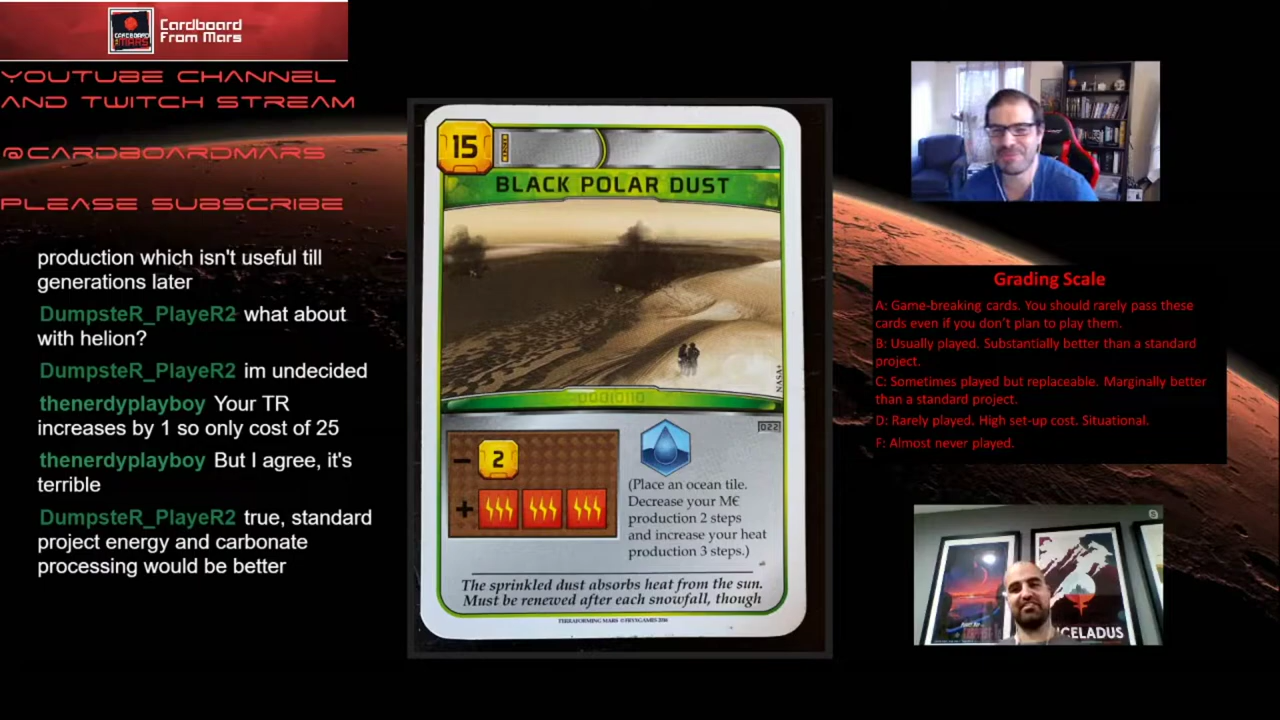 Cardboard
From Mars
YOUTUBE CHANNEL
AND TWITCH STREAM
@CARDBOARDMARS
PLEASE SUBSCRIBE
production which isn't useful till
generations later
DumpsteR_PlayeR2 what about
with helion?
DumpsteR_PlayeR2 im undecided
thenerdyplayboy Your TR
increases by 1 so only cost of 25
thenerdyplayboy But I agree, it's
terrible
DumpsteR_PlayeR2 true, standard
project energy and carbonate
processing would be better
15
BLACK POLAR DUST
NASA+
022
- 2
+
(Place an ocean tile.
Decrease your M€
production 2 steps
and increase your heat
production 3 steps.)
The sprinkled dust absorbs heat from the sun.
Must be renewed after each snowfall, though
TERRAFORMING MARS © FRYXGAMES 2016
Grading Scale
A: Game-breaking cards. You should rarely pass these
cards even if you don't plan to play them.
B: Usually played. Substantially better than a standard
project.
C: Sometimes played but replaceable. Marginally better
than a standard project.
D: Rarely played. High set-up cost. Situational.
F: Almost never played.
CELADUS